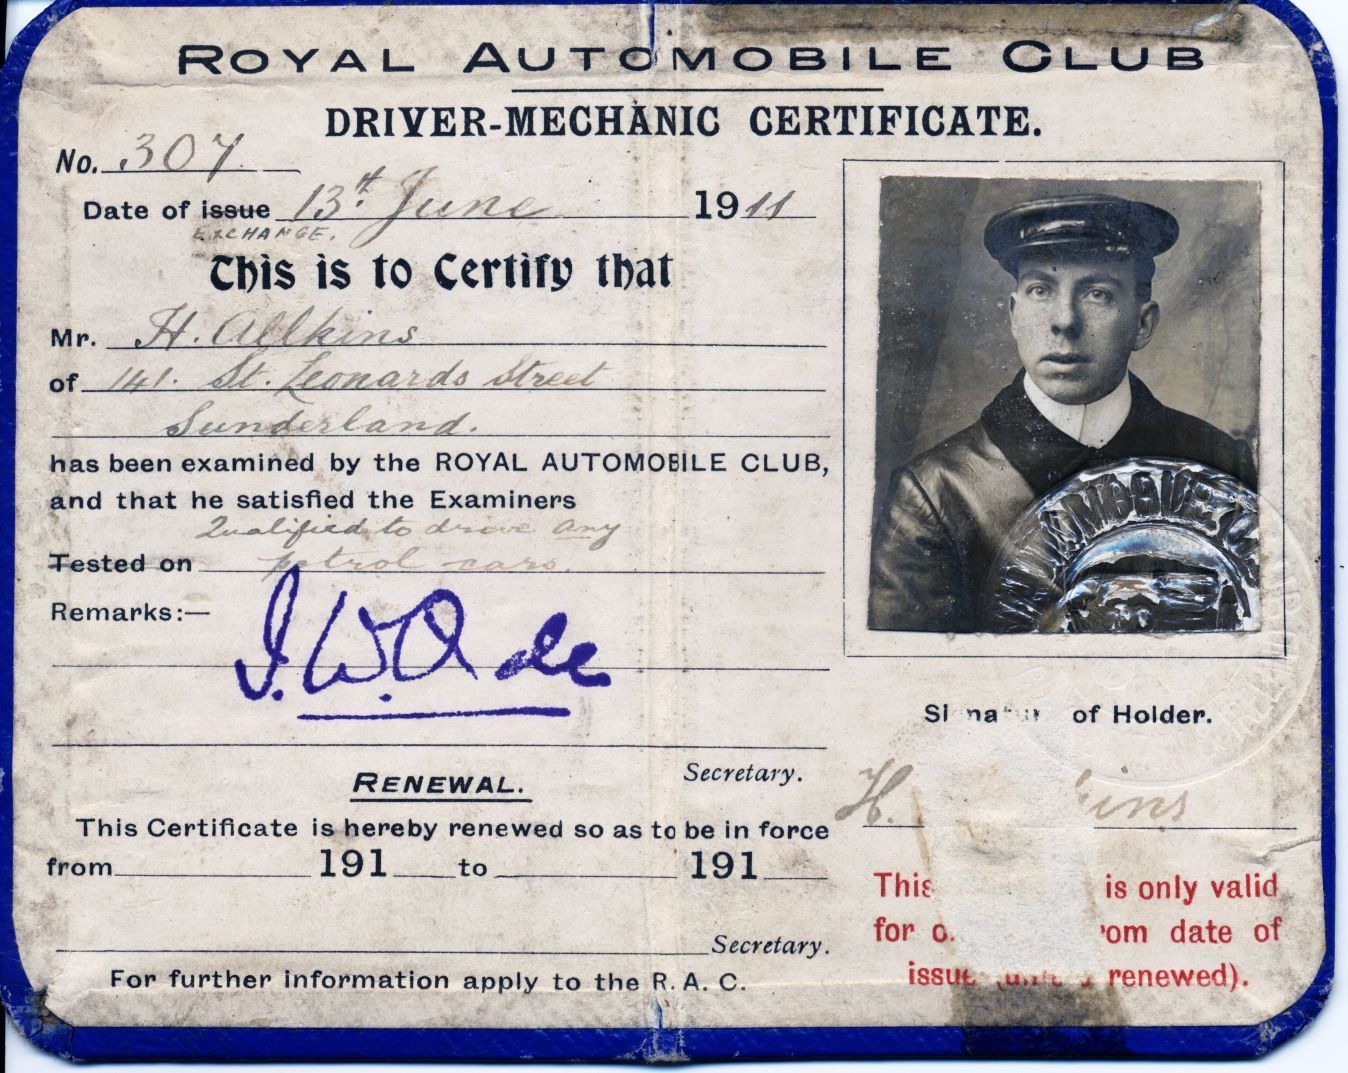 ROYAL AUTOMOBILE CLUB
DRIVER-MECHANIC CERTIFICATE.
No. 307
Date of issue 13th June 1911
EXCHANGE.
This is to Certify that
Mr. H. Allkins
of 141. St. Leonards Street
Sunderland.
has been examined by the ROYAL AUTOMOBILE CLUB,
and that he satisfied the Examiners
Qualified to drive any
Tested on petrol cars.
Remarks:—
Secretary.
RENEWAL.
This Certificate is hereby renewed so as to be in force
from 191 to 191
Secretary.
For further information apply to the R. A. C.
of Holder.
H.
This is only valid
for date of
renewed).